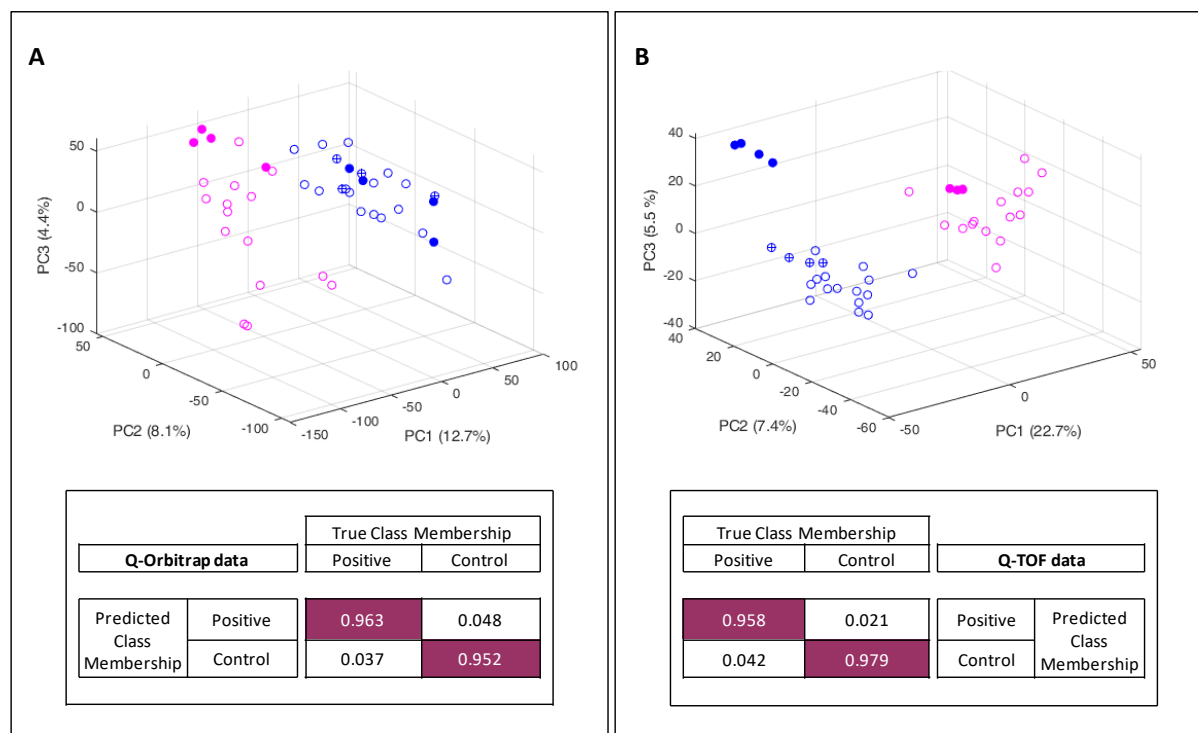 A
50
0
-50
-100
PC3 (4.4%)
50
0
-50
-100
PC2 (8.1%)
-150
-100
-50
0
50
100
PC1 (12.7%)
True Class Membership
Q-Orbitrap data
Positive
Control
Predicted
Class
Membership
Positive
0.963
0.048
Control
0.037
0.952
B
40
20
0
-20
-40
PC3 (5.5 %)
40
20
0
-20
-40
-60
PC2 (7.4%)
-50
0
50
PC1 (22.7%)
True Class Membership
Positive
Control
Q-TOF data
0.958
0.021
Positive
0.042
0.979
Control
Predicted
Class
Membership